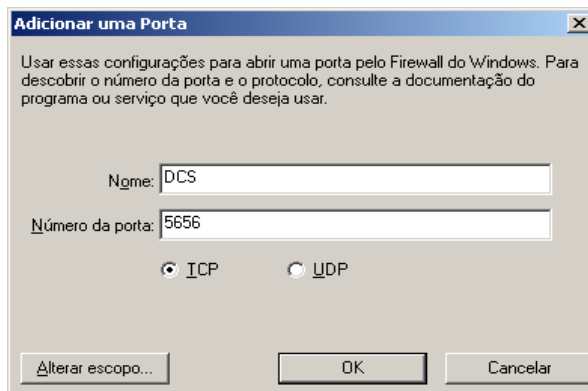 Adicionar uma Porta
Usar essas configurações para abrir uma porta pelo Firewall do Windows. Para
descobrir o número da porta e o protocolo, consulte a documentação do
programa ou serviço que você deseja usar.
Nome: DCS
Número da porta: 5656
TCP UDP
Alterar escopo... OK Cancelar